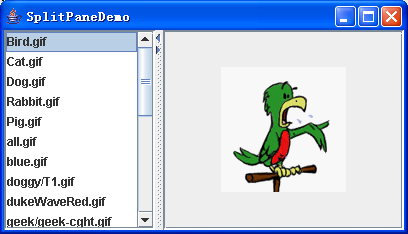 SplitPaneDemo
Bird.gif
Cat.gif
Dog.gif
Rabbit.gif
Pig.gif
all.gif
blue.gif
doggy/T1.gif
dukeWaveRed.gif
geek/geek-cght.gif